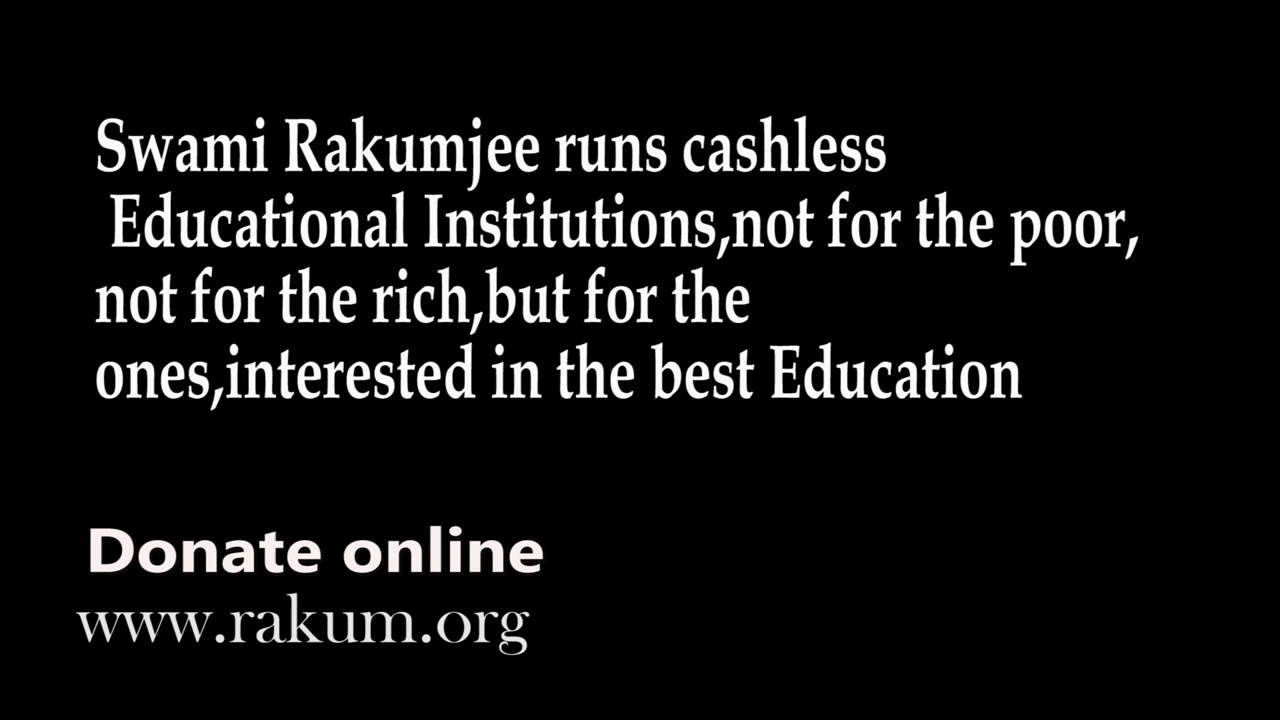 Swami Rakumjee runs cashless
Educational Institutions,not for the poor,
not for the rich,but for the
ones,interested in the best Education
Donate online
www.rakum.org